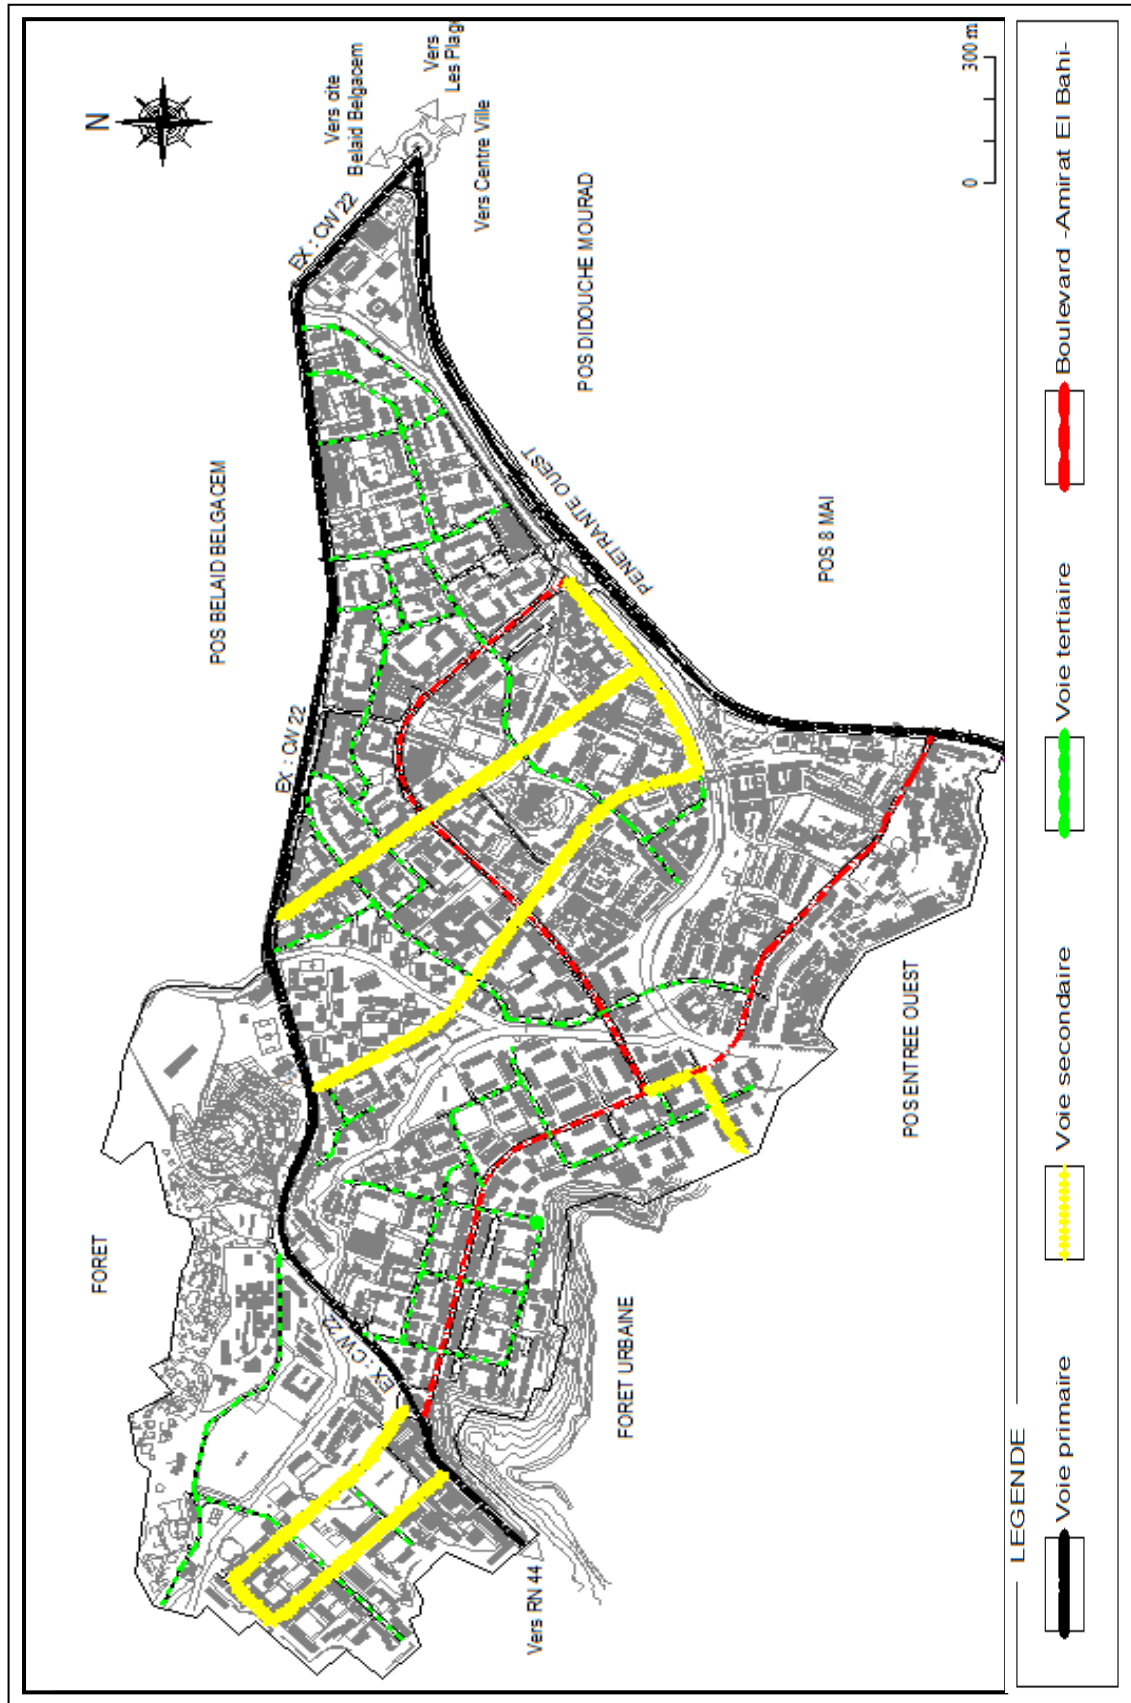 N
Vers cite
Belaid Belgacem
Vers
Les Plag
Vers Centre Ville
300 m
0
EX : CW 22
POS DIDOUCHE MOURAD
POS BELAID BELGACEM
PENETRANTE OUEST
POS 8 MAI
EX : CW 22
POS ENTREE OUEST
FORET
EX : CW 22
FORET URBAINE
Vers RN 44
LEGENDE
Voie primaire
Voie secondaire
Voie tertiaire
Boulevard -Amirat El Bahi-